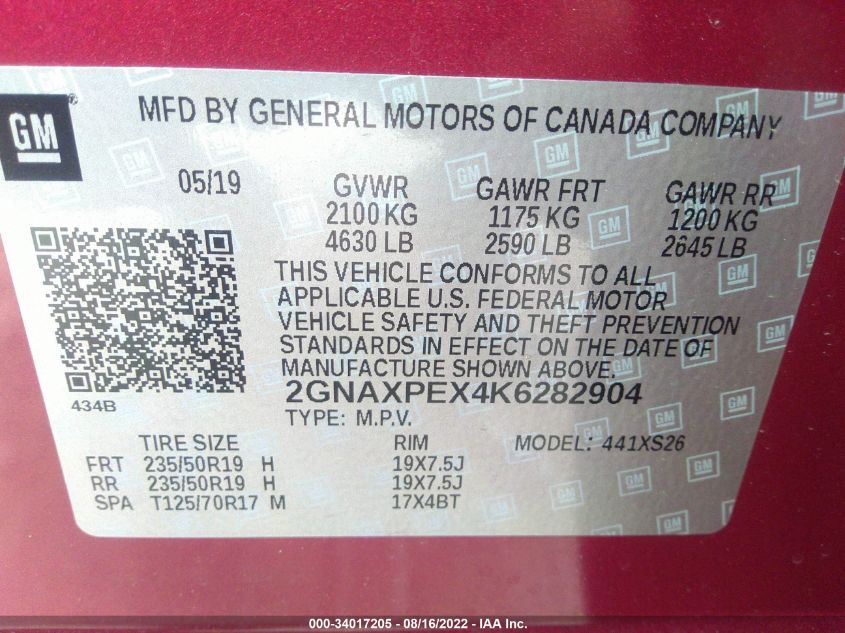 GM ®
MFD BY GENERAL MOTORS OF CANADA COMPANY
05/19 GVWR GAWR FRT GAWR RR
2100 KG 1175 KG 1200 KG
4630 LB 2590 LB 2645 LB
THIS VEHICLE CONFORMS TO ALL
APPLICABLE U.S. FEDERAL MOTOR
VEHICLE SAFETY AND THEFT PREVENTION
STANDARDS IN EFFECT ON THE DATE OF
MANUFACTURE SHOWN ABOVE.
2GNAXPEX4K6282904
434B
TYPE: M.P.V.
TIRE SIZE RIM MODEL: 441XS26
FRT 235/50R19 H 19X7.5J
RR 235/50R19 H 19X7.5J
SPA T125/70R17 M 17X4BT
000-34017205 - 08/16/2022 - IAA Inc.